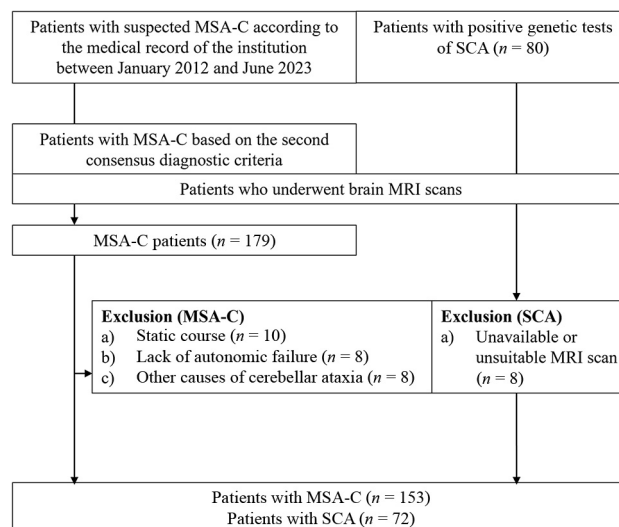 Patients with suspected MSA-C according to
the medical record of the institution
between January 2012 and June 2023
Patients with positive genetic tests
of SCA (n = 80)
Patients with MSA-C based on the second
consensus diagnostic criteria
Patients who underwent brain MRI scans
MSA-C patients (n = 179)
Exclusion (MSA-C)
a) Static course (n = 10)
b) Lack of autonomic failure (n = 8)
c) Other causes of cerebellar ataxia (n = 8)
Exclusion (SCA)
a) Unavailable or
unsuitable MRI scan
(n = 8)
Patients with MSA-C (n = 153)
Patients with SCA (n = 72)